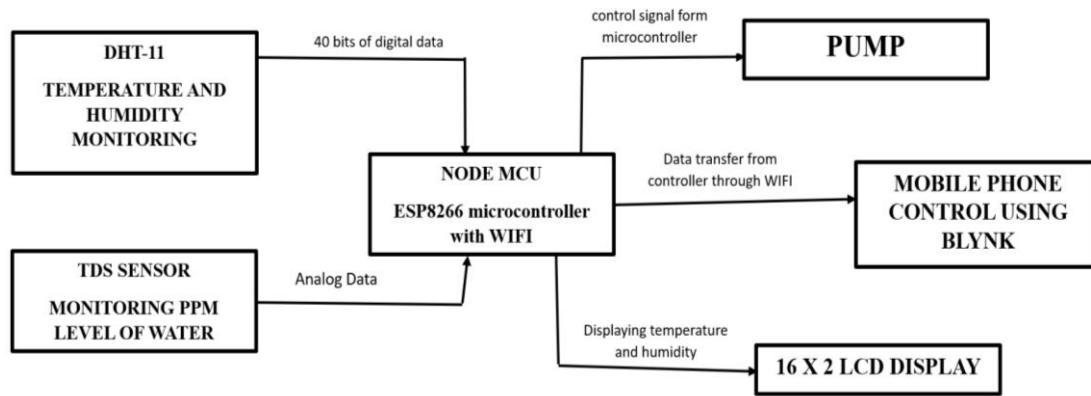 DHT-11
TEMPERATURE AND
HUMIDITY
MONITORING
40 bits of digital data
control signal form
microcontroller
PUMP
NODE MCU
ESP8266 microcontroller
with WIFI
Data transfer from
controller through WIFI
MOBILE PHONE
CONTROL USING
BLYNK
TDS SENSOR
MONITORING PPM
LEVEL OF WATER
Analog Data
Displaying temperature
and humidity
16 X 2 LCD DISPLAY